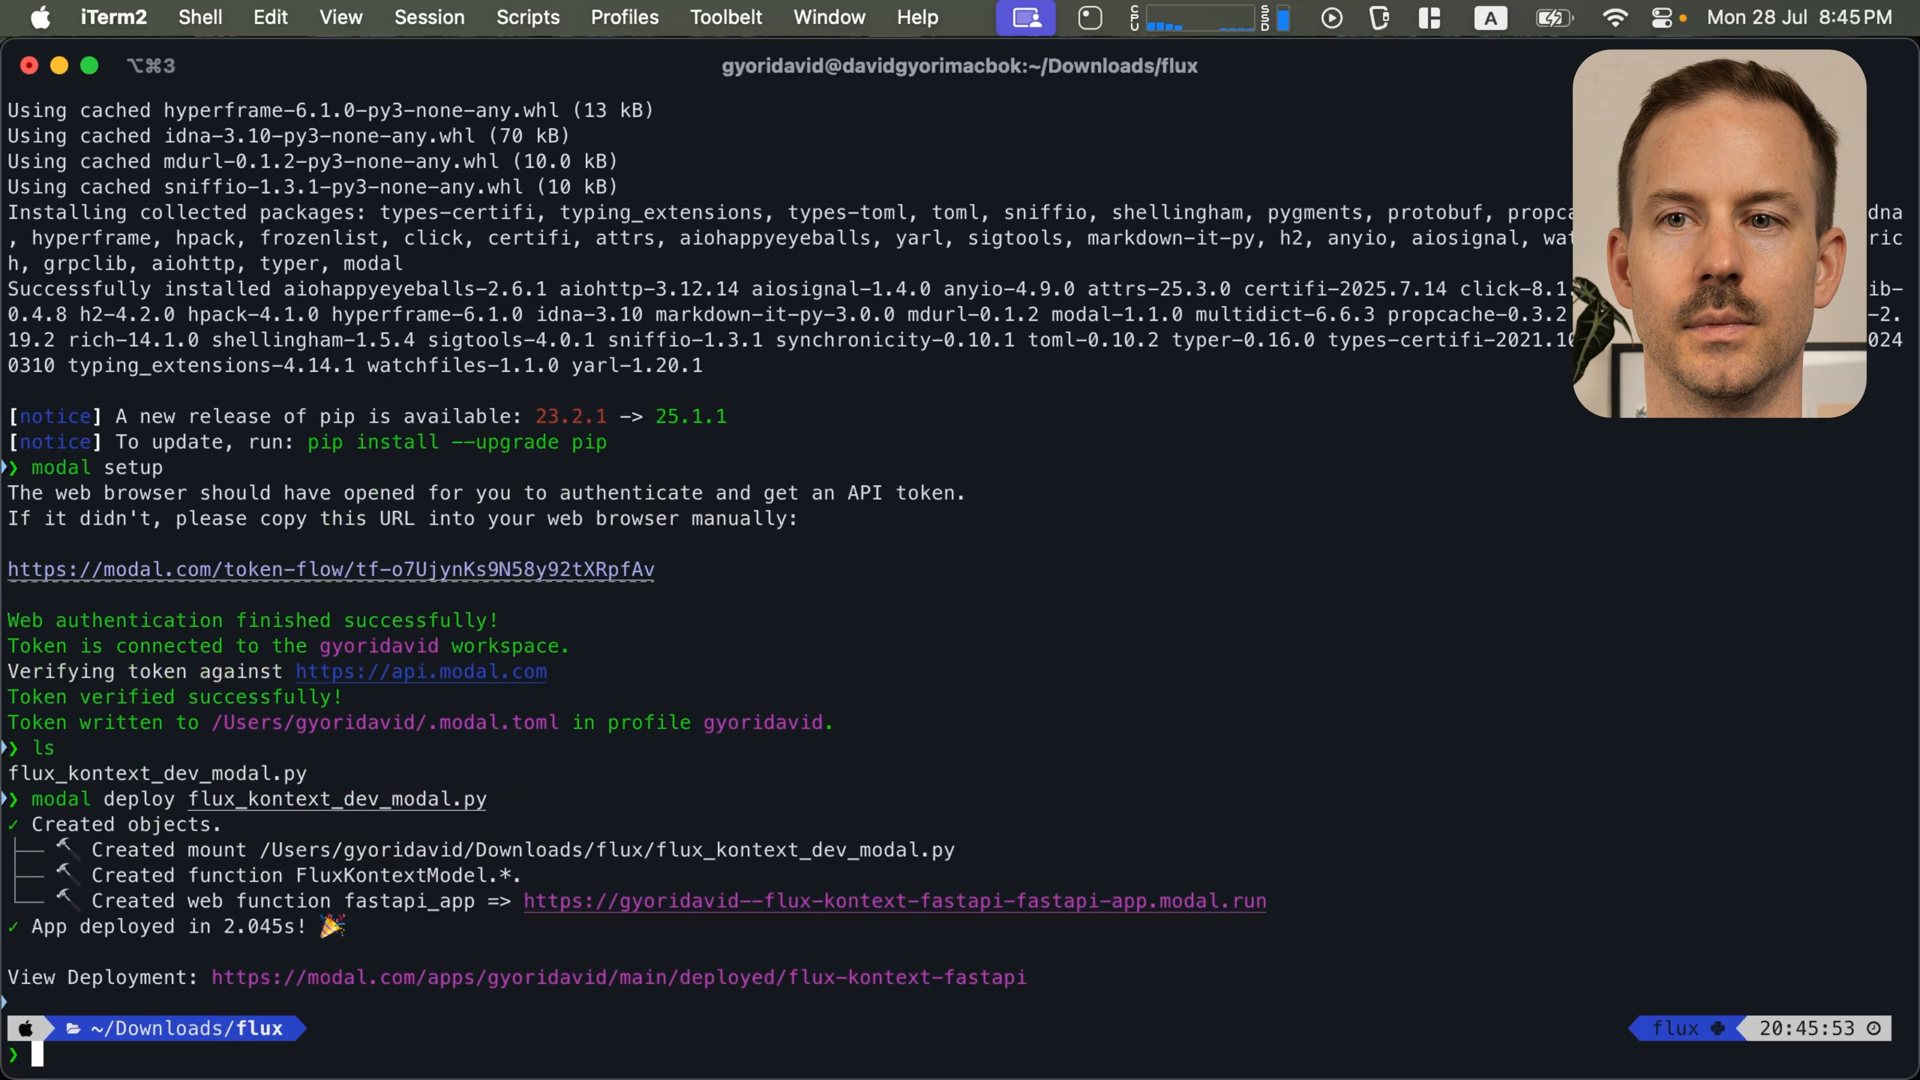 iTerm2 Shell Edit View Session Scripts Profiles Toolbelt Window Help CPU SSD A Mon 28 Jul 8:45 PM
⌥⌘3 gyoridavid@davidgyorimacbok:~/Downloads/flux
Using cached hyperframe-6.1.0-py3-none-any.whl (13 kB)
Using cached idna-3.10-py3-none-any.whl (70 kB)
Using cached mdurl-0.1.2-py3-none-any.whl (10.0 kB)
Using cached sniffio-1.3.1-py3-none-any.whl (10 kB)
Installing collected packages: types-certifi, typing_extensions, types-toml, toml, sniffio, shellingham, pygments, protobuf, propca dna
, hyperframe, hpack, frozenlist, click, certifi, attrs, aiohappyeyeballs, yarl, sigtools, markdown-it-py, h2, anyio, aiosignal, wat ric
h, grpclib, aiohttp, typer, modal
Successfully installed aiohappyeyeballs-2.6.1 aiohttp-3.12.14 aiosignal-1.4.0 anyio-4.9.0 attrs-25.3.0 certifi-2025.7.14 click-8.1. ib-
0.4.8 h2-4.2.0 hpack-4.1.0 hyperframe-6.1.0 idna-3.10 markdown-it-py-3.0.0 mdurl-0.1.2 modal-1.1.0 multidict-6.6.3 propcache-0.3.2 -2.
19.2 rich-14.1.0 shellingham-1.5.4 sigtools-4.0.1 sniffio-1.3.1 synchronicity-0.10.1 toml-0.10.2 typer-0.16.0 types-certifi-2021.10 024
0310 typing_extensions-4.14.1 watchfiles-1.1.0 yarl-1.20.1
[notice] A new release of pip is available: 23.2.1 -> 25.1.1
[notice] To update, run: pip install --upgrade pip
❯ modal setup
The web browser should have opened for you to authenticate and get an API token.
If it didn't, please copy this URL into your web browser manually:
https://modal.com/token-flow/tf-o7UjynKs9N58y92tXRpfAv
Web authentication finished successfully!
Token is connected to the gyoridavid workspace.
Verifying token against https://api.modal.com
Token verified successfully!
Token written to /Users/gyoridavid/.modal.toml in profile gyoridavid.
❯ ls
flux_kontext_dev_modal.py
❯ modal deploy flux_kontext_dev_modal.py
✓ Created objects.
├── 🔨 Created mount /Users/gyoridavid/Downloads/flux/flux_kontext_dev_modal.py
├── 🔨 Created function FluxKontextModel.*.
└── 🔨 Created web function fastapi_app => https://gyoridavid--flux-kontext-fastapi-fastapi-app.modal.run
✓ App deployed in 2.045s! 🎉
View Deployment: https://modal.com/apps/gyoridavid/main/deployed/flux-kontext-fastapi
~/Downloads/flux flux 20:45:53
❯